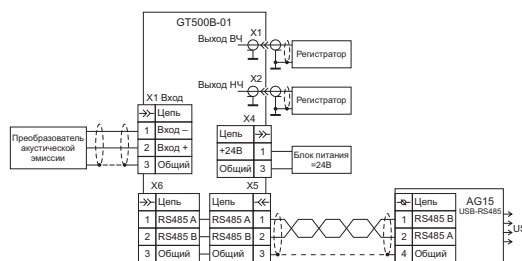 GT500B-01
X1
Выход ВЧ
Регистратор
X2
Выход НЧ
Регистратор
X1 Вход
Цепь
1 Вход –
2 Вход +
3 Общий
Преобразователь
акустической
эмиссии
X4
Цепь
+24В 1
Общий 3
Блок питания
=24В
X6
Цепь
1 RS485 A
2 RS485 B
3 Общий
X5
Цепь
RS485 A 1
RS485 B 2
Общий 3
Цепь
1 RS485 B
2 RS485 A
4 Общий
AG15
USB-RS485